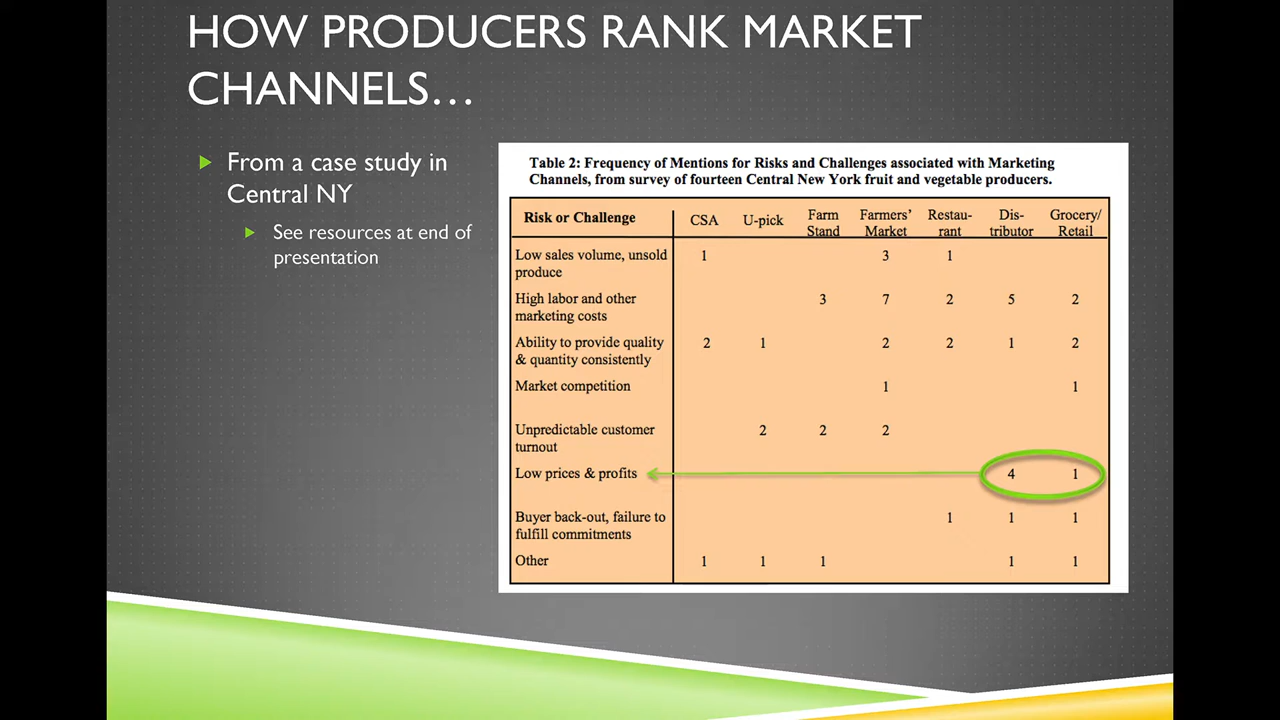 HOW PRODUCERS RANK MARKET
CHANNELS…
From a case study in
Central NY
See resources at end of
presentation
Table 2: Frequency of Mentions for Risks and Challenges associated with Marketing
Channels, from survey of fourteen Central New York fruit and vegetable producers.
Risk or Challenge CSA U-pick Farm Stand Farmers' Market Restau-rant Dis-tributor Grocery/ Retail
Low sales volume, unsold 1 3 1
produce
High labor and other 3 7 2 5 2
marketing costs
Ability to provide quality 2 1 2 2 1 2
& quantity consistently
Market competition 1 1
Unpredictable customer 2 2 2
turnout
Low prices & profits 4 1
Buyer back-out, failure to 1 1 1
fulfill commitments
Other 1 1 1 1 1